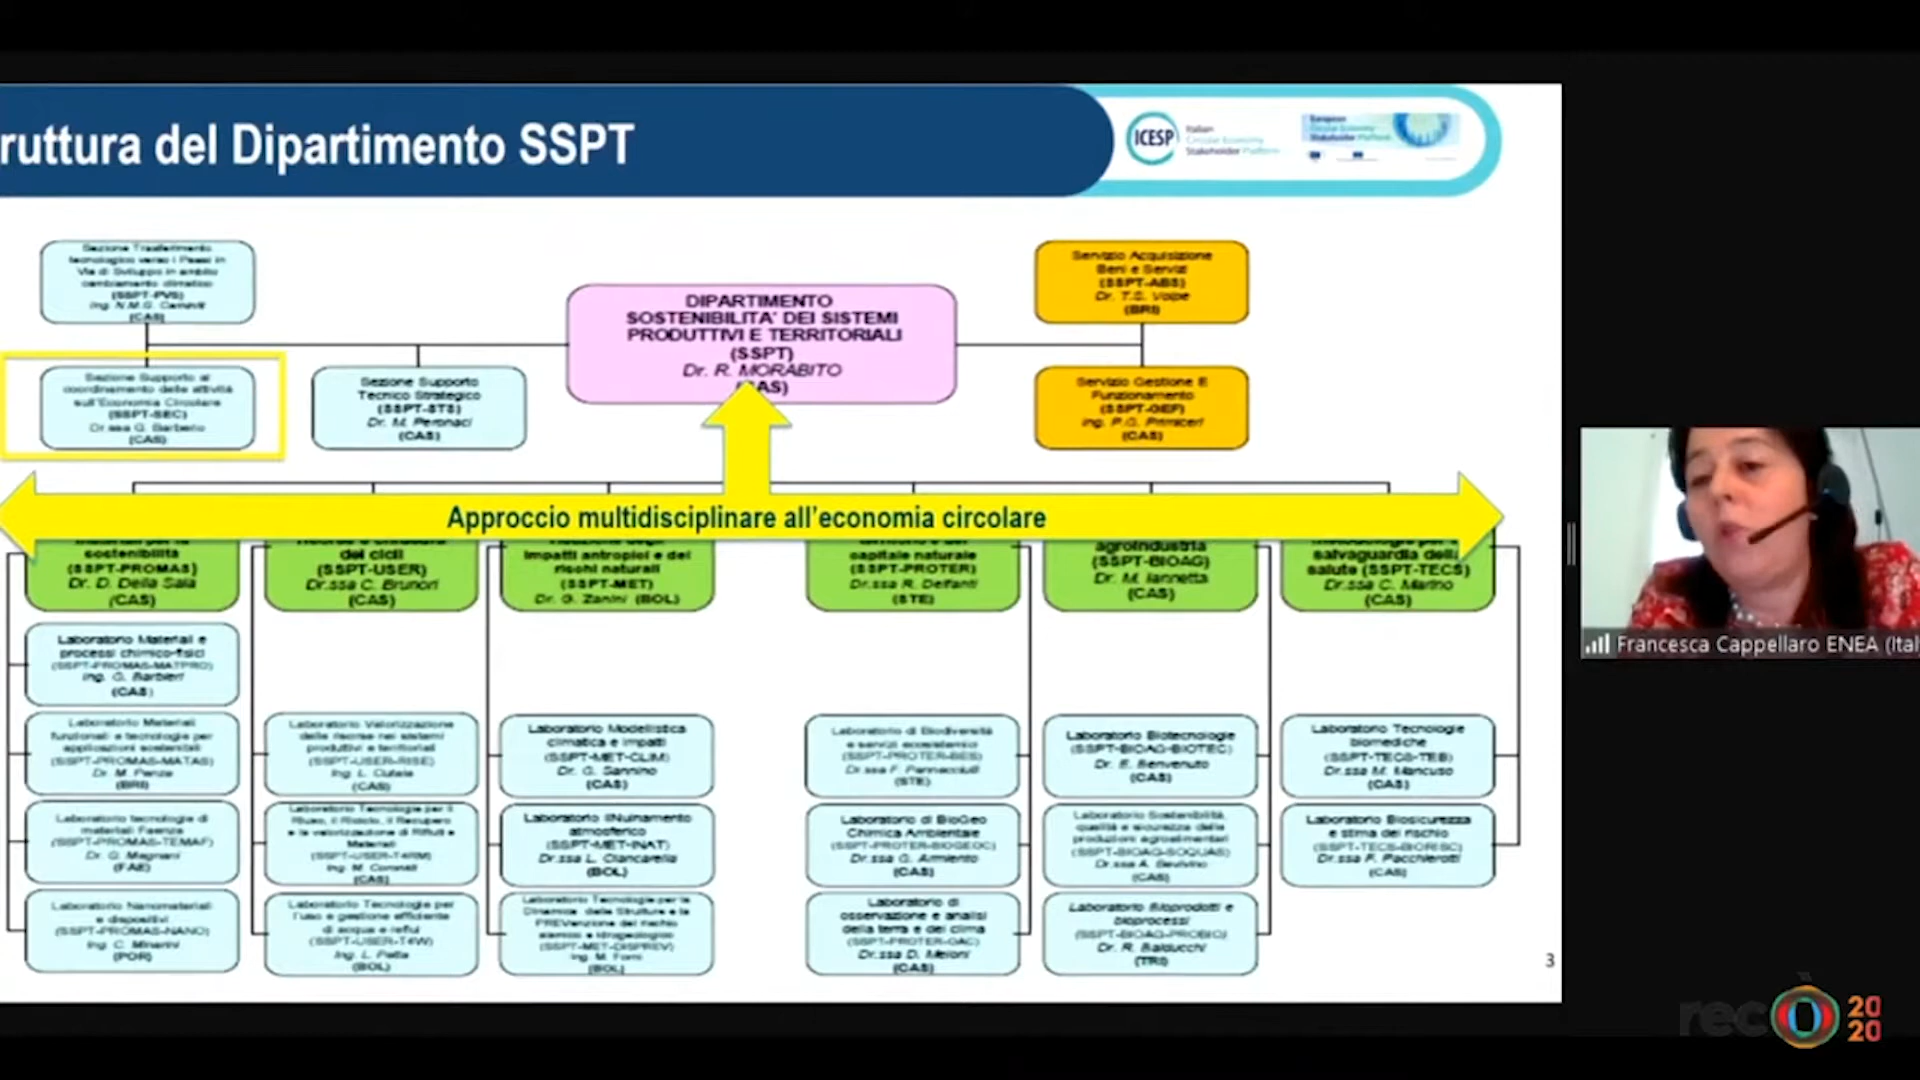 ruttura del Dipartimento SSPT
ICESP
Italian
Circular Economy
Stakeholder Platform
European
Circular Economy
Stakeholder Platform
Sezione Trasferimento
tecnologico verso i Paesi in
Via di Sviluppo in ambito
cambiamento climatico
(SSPT-PVS)
(CAS)
DIPARTIMENTO
SOSTENIBILITA' DEI SISTEMI
PRODUTTIVI E TERRITORIALI
(SSPT)
Dr. R. MORABITO
AS)
Servizio Acquisizione
Beni e Servizi
(SSPT-ABS)
Dr. T.S. Volpe
(BRI)
Sezione Supporto al
coordinamento delle attività
sull'Economia Circolare
(SSPT-SEC)
Dr.ssa G. Barberio
(CAS)
Sezione Supporto
Tecnico Strategico
(SSPT-STS)
Dr. M. Peronaci
(CAS)
Servizio Gestione E
Funzionamento
(SSPT-GEF)
Ing. P.G. Primiceri
(CAS)
Approccio multidisciplinare all'economia circolare
sostenibilità
(SSPT-PROMAS)
Dr. D. Della Sala
(CAS)
dei cicli
(SSPT-USER)
Dr.ssa C. Brunori
(CAS)
impatti antropici e dei
rischi naturali
(SSPT-MET)
Dr. G. Zanini (BOL)
capitale naturale
(SSPT-PROTER)
Dr.ssa R. Delfanti
(STE)
agroindustria
(SSPT-BIOAG)
Dr. M. Iannetta
(CAS)
salvaguardia della
salute (SSPT-TECS)
Dr.ssa C. Marino
(CAS)
Laboratorio Materiali e
processi chimico-fisici
(SSPT-PROMAS-MATPRO)
Ing. G. Barbieri
(CAS)
Laboratorio Materiali
funzionali e tecnologie per
applicazioni sostenibili
(SSPT-PROMAS-MATAS)
Dr. M. Penza
(BRI)
Laboratorio Valorizzazione
delle risorse nei sistemi
produttivi e territoriali
(SSPT-USER-RISE)
Ing. L. Cutaia
(CAS)
Laboratorio Modellistica
climatica e impatti
(SSPT-MET-CLIM)
Dr. G. Sannino
(CAS)
Laboratorio di Biodiversità
e servizi ecosistemici
(SSPT-PROTER-BES)
(STE)
Laboratorio Biotecnologie
(SSPT-BIOAG-BIOTEC)
Dr. E. Benvenuto
(CAS)
Laboratorio Tecnologie
biomediche
(SSPT-TECS-TEB)
Dr.ssa M. Mancuso
(CAS)
Laboratorio tecnologie di
materiali Faenza
(SSPT-PROMAS-TEMAF)
Dr. G. Magnani
(FAE)
Laboratorio Tecnologie per il
Riuso, il Riciclo, il Recupero
e la valorizzazione di Rifiuti e
Materiali
(SSPT-USER-T4RM)
(CAS)
Laboratorio INquinamento
atmosferico
(SSPT-MET-INAT)
Dr.ssa L. Ciancarella
(BOL)
Laboratorio di BioGeo
Chimica Ambientale
(SSPT-PROTER-BIOGEOC)
Dr.ssa G. Armiento
(CAS)
Laboratorio Sostenibilità,
qualità e sicurezza delle
produzioni agroalimentari
(SSPT-BIOAG-SOQUAS)
(CAS)
Laboratorio Biosicurezza
e stima del rischio
(SSPT-TECS-BIORISC)
Dr.ssa F. Pacchierotti
(CAS)
Laboratorio Nanomateriali
e dispositivi
(SSPT-PROMAS-NANO)
Ing. C. Minarini
(POR)
Laboratorio Tecnologie per
l'uso e gestione efficiente
di acqua e reflui
(SSPT-USER-T4W)
Ing. L. Petta
(BOL)
Laboratorio Tecnologie per la
Dinamica delle Strutture e la
PREVenzione del rischio
sismico e idrogeologico
(SSPT-MET-DISPREV)
Ing. M. Forni
(BOL)
Laboratorio di
osservazione e analisi
della terra e del clima
(SSPT-PROTER-OAC)
Dr.ssa D. Meloni
(CAS)
Laboratorio Bioprodotti e
bioprocessi
(SSPT-BIOAG-PROBIO)
Dr. R. Balducchi
(TRI)
3
Francesca Cappellaro ENEA (Ital
recÒ 2020